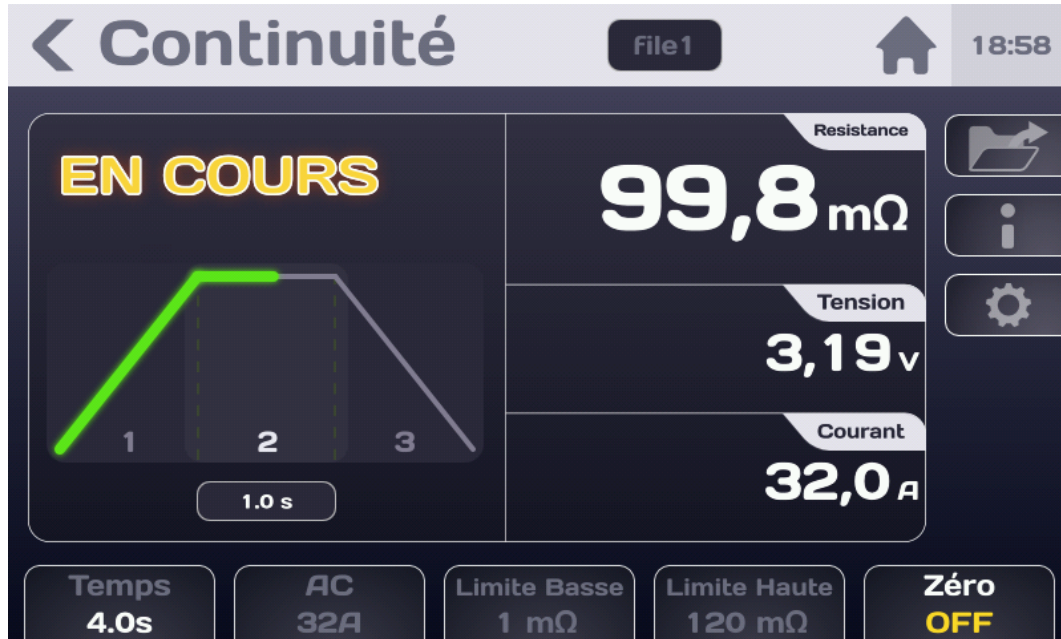 Continuité
File1
18:58
EN COURS
1
2
3
1.0 s
Resistance
99,8 mΩ
Tension
3,19 V
Courant
32,0 A
Temps
4.0s
AC
32A
Limite Basse
1 mΩ
Limite Haute
120 mΩ
Zéro
OFF